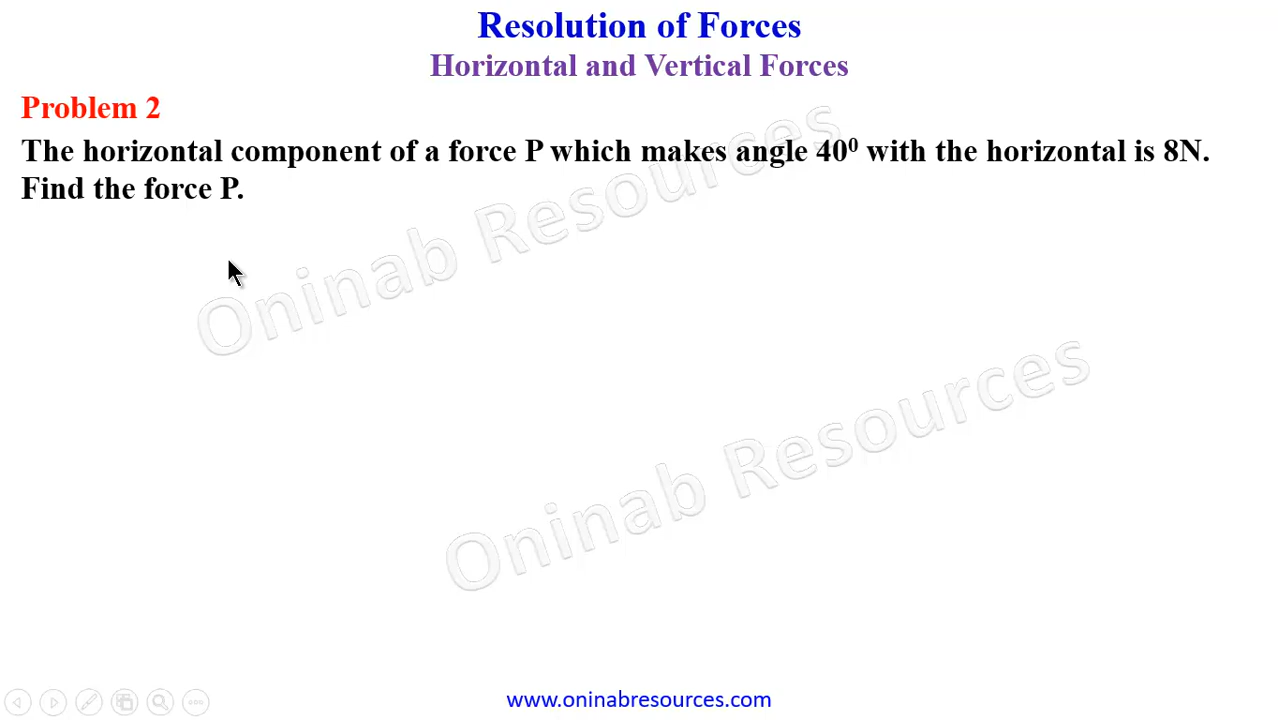 Resolution of Forces
Horizontal and Vertical Forces
Problem 2
The horizontal component of a force P which makes angle 40⁰ with the horizontal is 8N.
Find the force P.
Oninab Resources
Oninab Resources
www.oninabresources.com